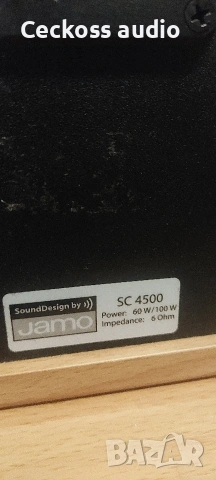 Ceckoss audio
SoundDesign by
Jamo
SC 4500
Power: 60 W/100 W
Impedance: 6 Ohm
BAZAR